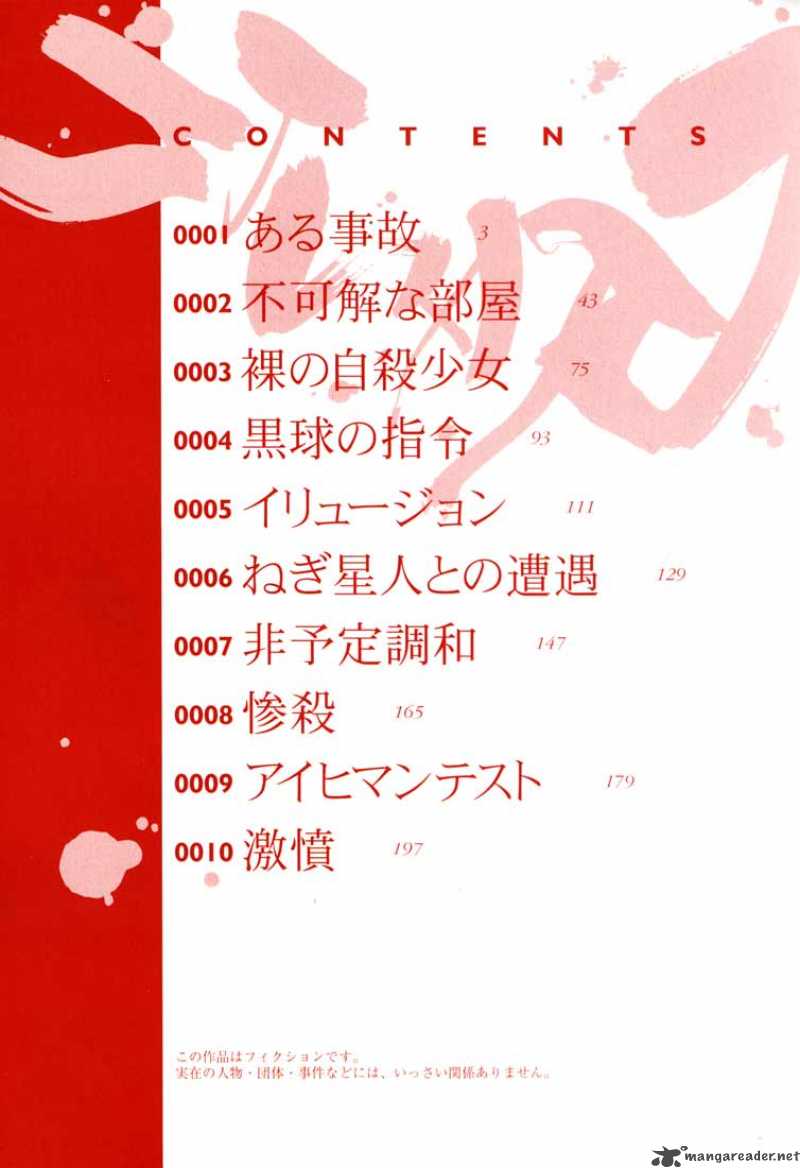 CONTENTS
0001 ある事故 3
0002 不可解な部屋 43
0003 裸の自殺少女 75
0004 黒球の指令 93
0005 イリュージョン 111
0006 ねぎ星人との遭遇 129
0007 非予定調和 147
0008 惨殺 165
0009 アイヒマンテスト 179
0010 激憤 197
この作品はフィクションです。
実在の人物・団体・事件などには、いっさい関係ありません。
mangareader.net